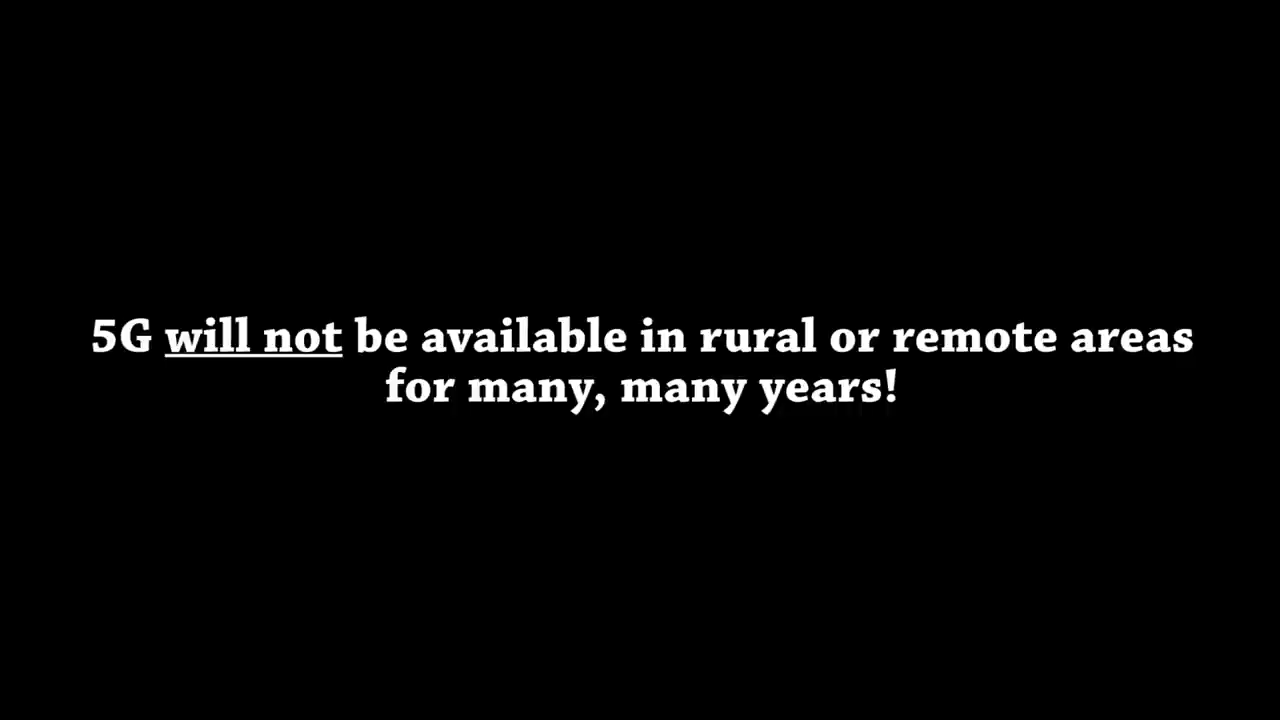 5G will not be available in rural or remote areas
for many, many years!